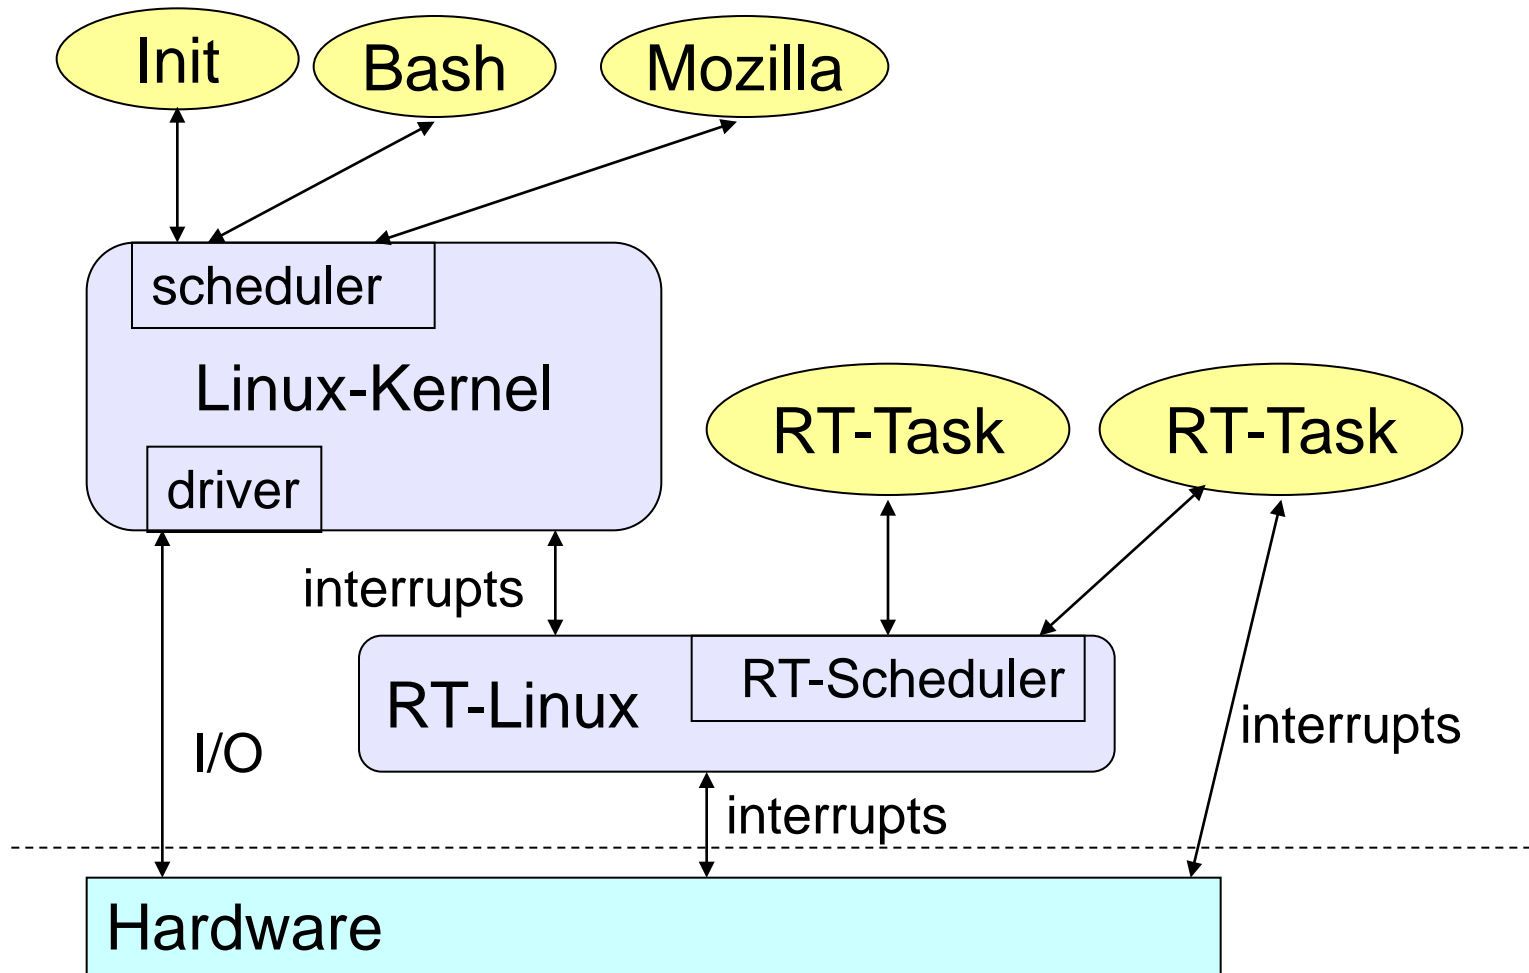 Init
Bash
Mozilla
scheduler
Linux-Kernel
RT-Task
RT-Task
driver
interrupts
RT-Scheduler
RT-Linux
interrupts
I/O
interrupts
Hardware